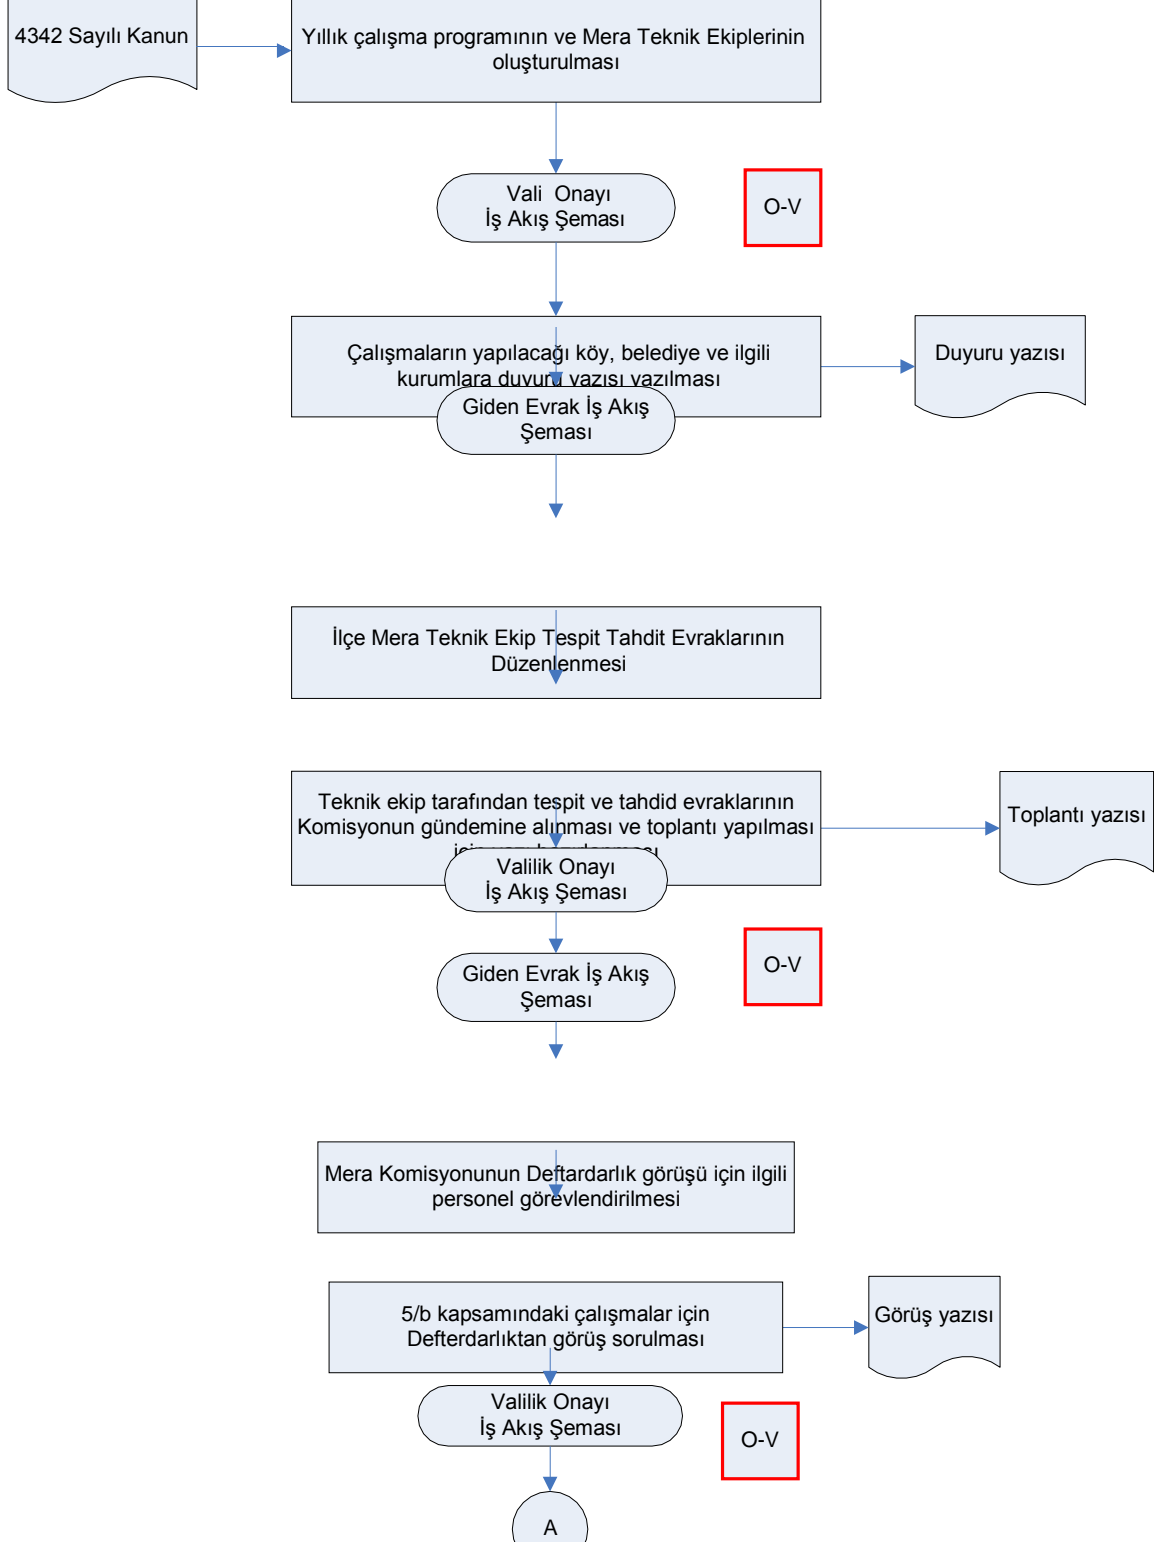 4342 Sayılı Kanun
Yıllık çalışma programının ve Mera Teknik Ekiplerinin
oluşturulması
Vali  Onayı
İş Akış Şeması
O-V
Çalışmaların yapılacağı köy, belediye ve ilgili
kurumlara duyuru yazısı yazılması
Duyuru yazısı
Giden Evrak İş Akış
Şeması
İlçe Mera Teknik Ekip Tespit Tahdit Evraklarının
Düzenlenmesi
Teknik ekip tarafından tespit ve tahdid evraklarının
Komisyonun gündemine alınması ve toplantı yapılması
için
Toplantı yazısı
Valilik Onayı
İş Akış Şeması
Giden Evrak İş Akış
Şeması
O-V
Mera Komisyonunun Deftardarlık görüşü için ilgili
personel görevlendirilmesi
5/b kapsamındaki çalışmalar için
Defterdarlıktan görüş sorulması
Görüş yazısı
Valilik Onayı
İş Akış Şeması
O-V
A